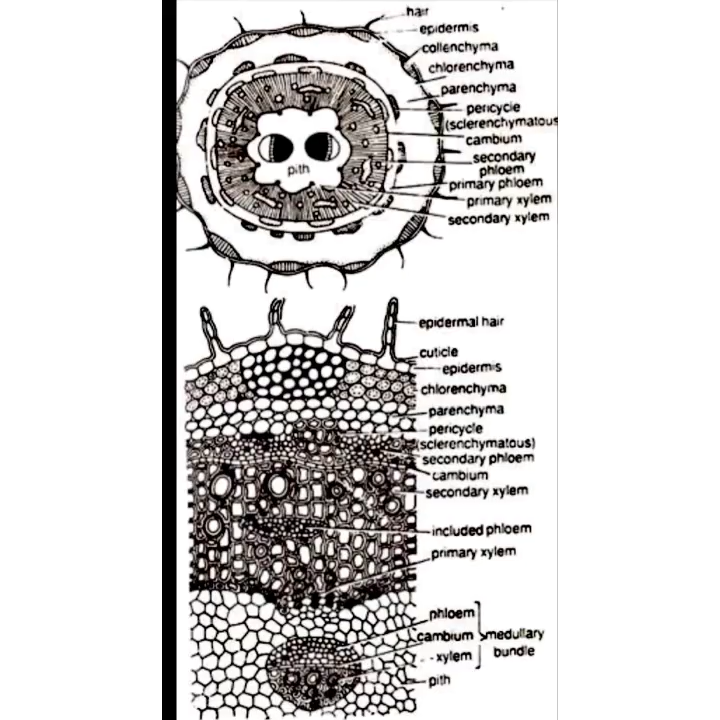 hair
epidermis
collenchyma
chlorenchyma
parenchyma
pericycle
(sclerenchymatous
cambium
secondary
phloem
primary phloem
primary xylem
secondary xylem
pith
epidermal hair
cuticle
epidermis
chlorenchyma
parenchyma
pericycle
(sclerenchymatous)
secondary phloem
cambium
secondary xylem
included phloem
primary xylem
phloem
cambium
xylem
medullary
bundle
pith